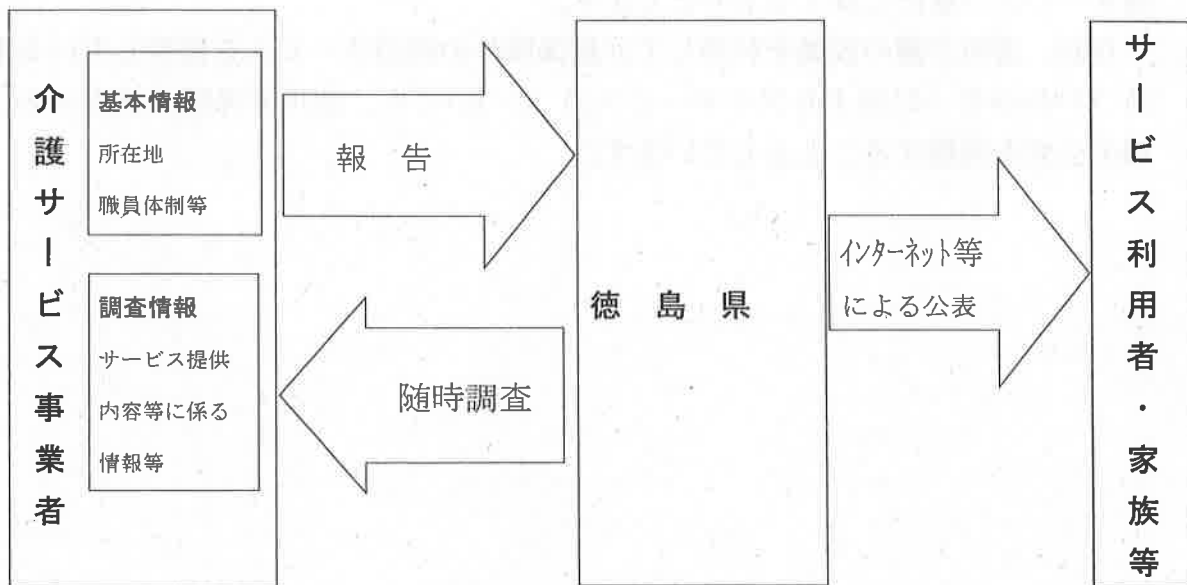 介護サービス事業者
基本情報
所在地
職員体制等
調査情報
サービス提供
内容等に係る
情報等
報 告
随時調査
徳 島 県
インターネット等
による公表
サービス利用者・家族等